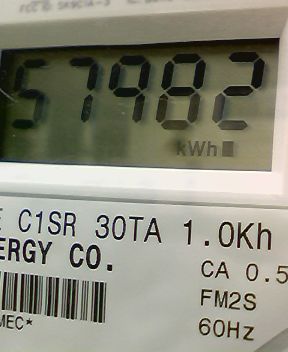 57982
kWh
E C1SR 30TA 1.0Kh
ERGY CO.
CA 0.5
FM2S
MEC*
60Hz